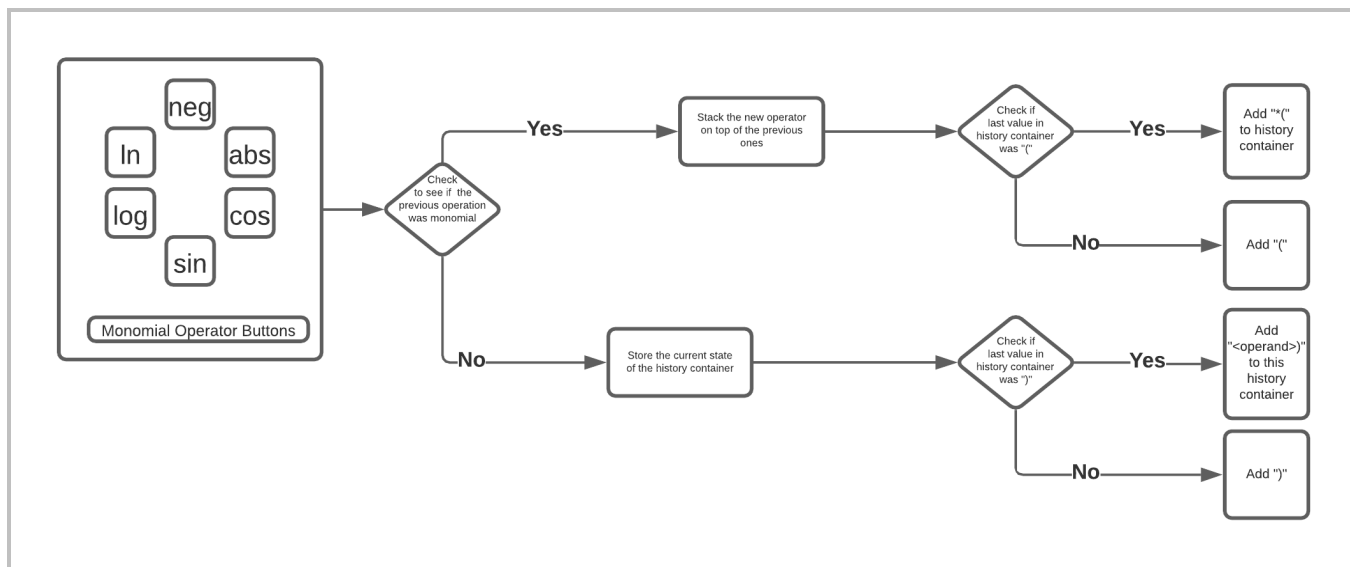 neg
ln
abs
log
cos
sin
Monomial Operator Buttons
Check
to see if the
previous operation
was monomial
Yes
Stack the new operator
on top of the previous
ones
Check if
last value in
history container
was "("
Yes
Add "*("
to history
container
No
Add "("
No
Store the current state
of the history container
Check if
last value in
history container
was ")"
Yes
Add
"<operand>)"
to this
history
container
No
Add ")"